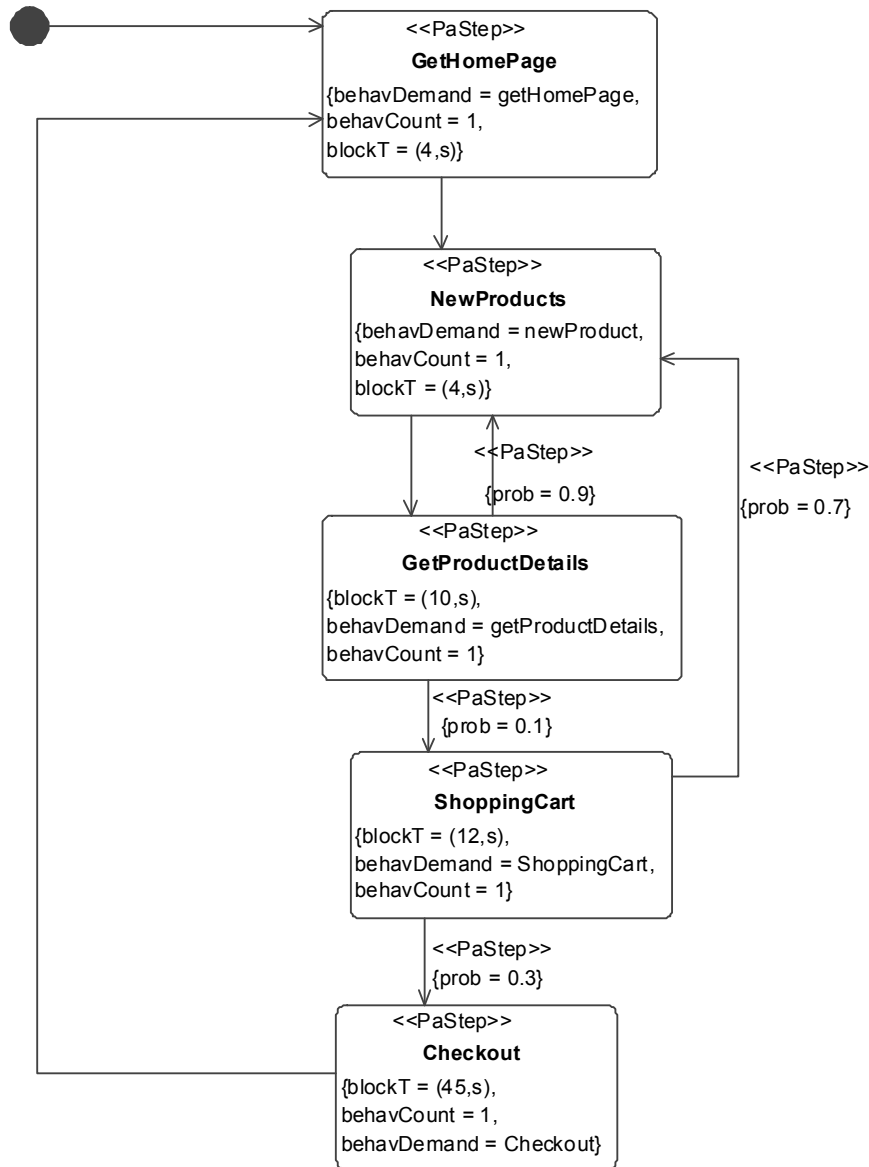 <<PaStep>>
GetHomePage
{behavDemand = getHomePage,
behavCount = 1,
blockT = (4,s)}
<<PaStep>>
NewProducts
{behavDemand = newProduct,
behavCount = 1,
blockT = (4,s)}
<<PaStep>>
{prob = 0.9}
<<PaStep>>
{prob = 0.7}
<<PaStep>>
GetProductDetails
{blockT = (10,s),
behavDemand = getProductDetails,
behavCount = 1}
<<PaStep>>
{prob = 0.1}
<<PaStep>>
ShoppingCart
{blockT = (12,s),
behavDemand = ShoppingCart,
behavCount = 1}
<<PaStep>>
{prob = 0.3}
<<PaStep>>
Checkout
{blockT = (45,s),
behavCount = 1,
behavDemand = Checkout}